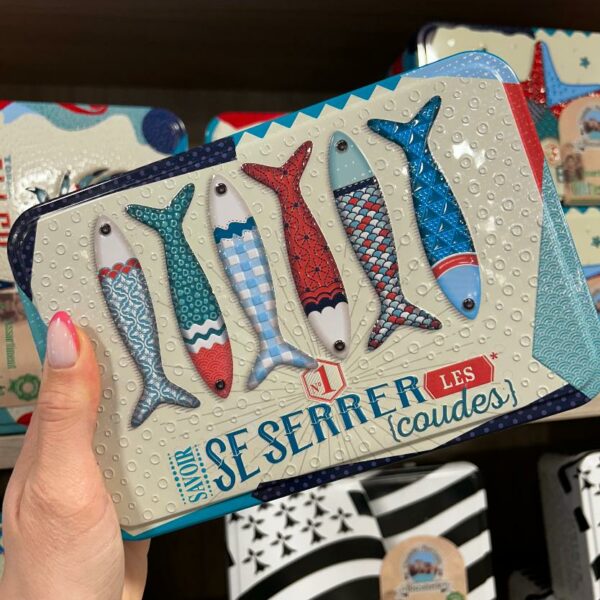 N°1
SAVOIR
SE SERRER
LES*
{coudes}